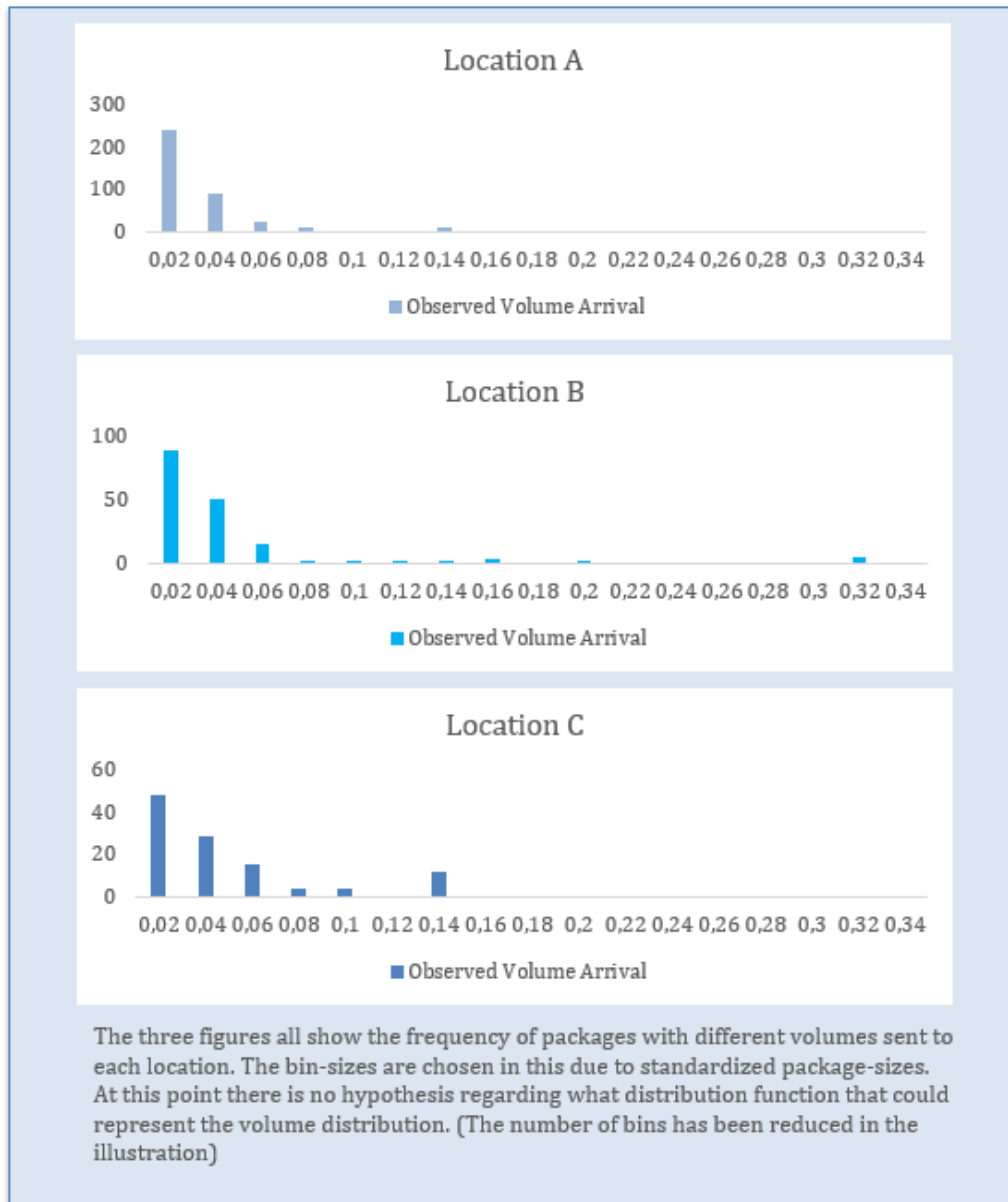 Location A
300
200
100
0
0,02 0,04 0,06 0,08 0,1 0,12 0,14 0,16 0,18 0,2 0,22 0,24 0,26 0,28 0,3 0,32 0,34
Observed Volume Arrival
Location B
100
50
0
0,02 0,04 0,06 0,08 0,1 0,12 0,14 0,16 0,18 0,2 0,22 0,24 0,26 0,28 0,3 0,32 0,34
Observed Volume Arrival
Location C
60
40
20
0
0,02 0,04 0,06 0,08 0,1 0,12 0,14 0,16 0,18 0,2 0,22 0,24 0,26 0,28 0,3 0,32 0,34
Observed Volume Arrival
The three figures all show the frequency of packages with different volumes sent to
each location. The bin-sizes are chosen in this due to standardized package-sizes.
At this point there is no hypothesis regarding what distribution function that could
represent the volume distribution. (The number of bins has been reduced in the
illustration)